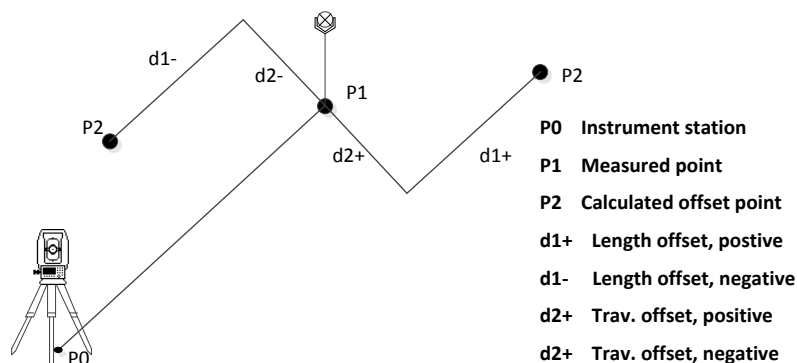 d1-
d2-
P1
P2
P2
d2+
d1+
P0
P0 Instrument station
P1 Measured point
P2 Calculated offset point
d1+ Length offset, postive
d1- Length offset, negative
d2+ Trav. offset, positive
d2+ Trav. offset, negative